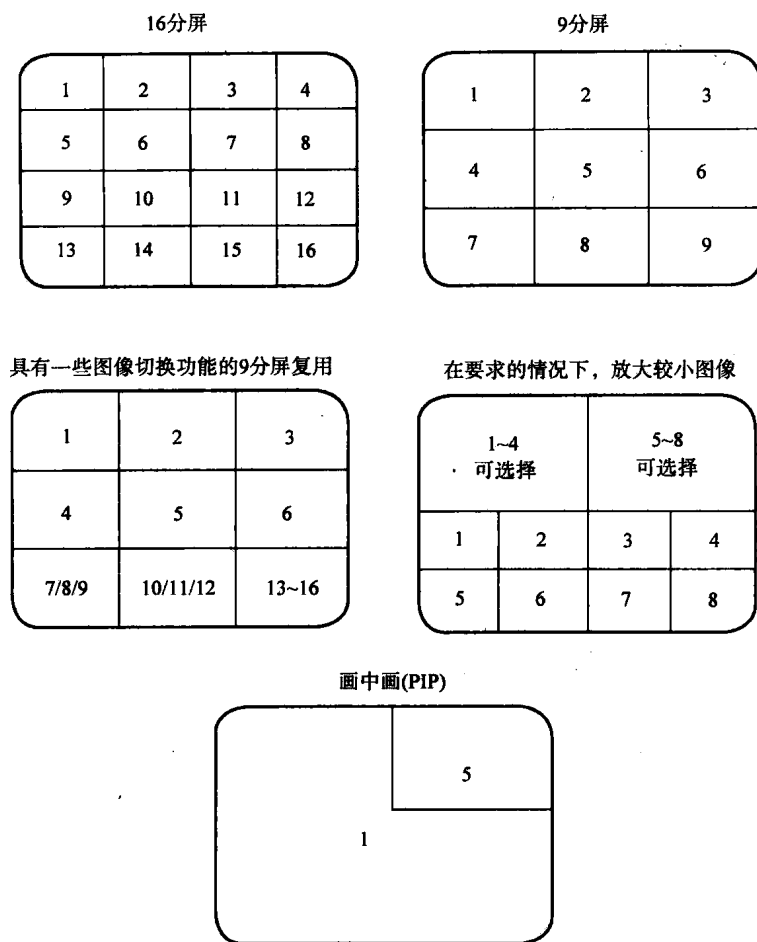 16分屏
1 2 3 4
5 6 7 8
9 10 11 12
13 14 15 16
9分屏
1 2 3
4 5 6
7 8 9
具有一些图像切换功能的9分屏复用
1 2 3
4 5 6
7/8/9 10/11/12 13~16
在要求的情况下，放大较小图像
1~4
可选择
5~8
可选择
1 2 3 4
5 6 7 8
画中画(PIP)
5
1